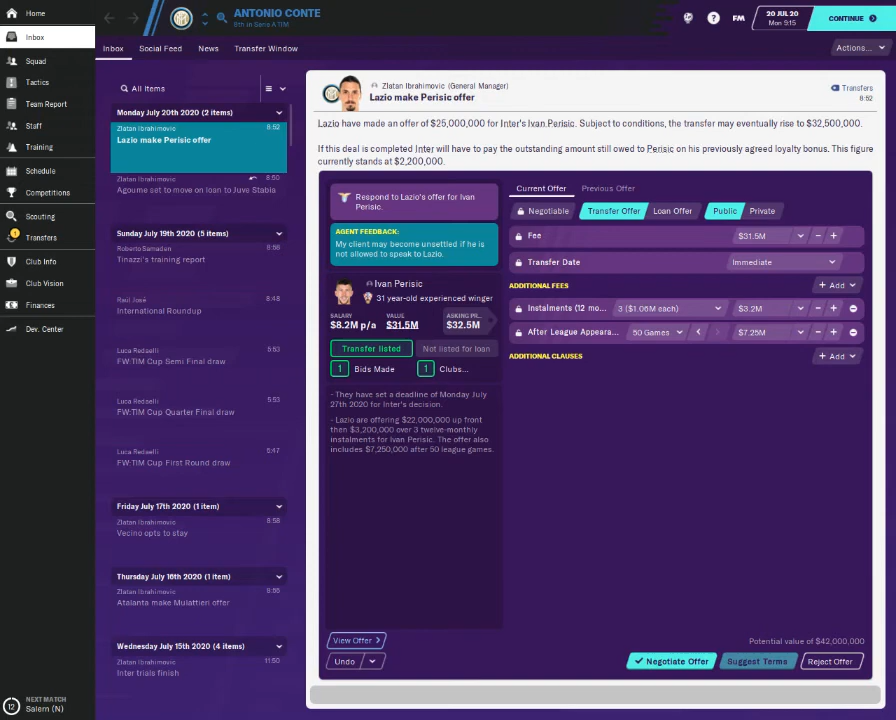 Home
Inbox
Squad
Tactics
Team Report
Staff
Training
Schedule
Competitions
Scouting
1
Transfers
Club Info
Club Vision
Finances
Dev. Center
12
NEXT MATCH
Salern (N)
ANTONIO CONTE
5th in Serie A TIM
?
FM
20 JUL 20
Mon 9:15
CONTINUE
Inbox
Social Feed
News
Transfer Window
Actions...
All Items
Monday July 20th 2020 (2 items)
Zlatan Ibrahimovic
8:52
Lazio make Perisic offer
Zlatan Ibrahimovic
8:50
Agoume set to move on loan to Juve Stabia
Sunday July 19th 2020 (5 items)
Roberto Samaden
Tinazzi's training report
Raúl José
8:48
International Roundup
Luca Redaelli
5:53
FW:TIM Cup Semi Final draw
Luca Redaelli
5:53
FW:TIM Cup Quarter Final draw
Luca Redaelli
5:47
FW:TIM Cup First Round draw
Friday July 17th 2020 (1 item)
Zlatan Ibrahimovic
8:58
Vecino opts to stay
Thursday July 16th 2020 (1 item)
Zlatan Ibrahimovic
Atalanta make Mulattieri offer
Wednesday July 15th 2020 (4 items)
Zlatan Ibrahimovic
11:50
Inter trials finish
Zlatan Ibrahimovic (General Manager)
Lazio make Perisic offer
Transfers
8:52
Lazio have made an offer of $25,000,000 for Inter's Ivan Perisic. Subject to conditions, the transfer may eventually rise to $32,500,000.
If this deal is completed Inter will have to pay the outstanding amount still owed to Perisic on his previously agreed loyalty bonus. This figure
currently stands at $2,200,000.
Respond to Lazio's offer for Ivan
Perisic.
AGENT FEEDBACK:
My client may become unsettled if he is
not allowed to speak to Lazio.
Ivan Perisic
31 year-old experienced winger
SALARY
$8.2M p/a
VALUE
$31.5M
ASKING PR...
$32.5M
Transfer listed
Not listed for loan
1
Bids Made
1
Clubs...
- They have set a deadline of Monday July
27th 2020 for Inter's decision.
- Lazio are offering $22,000,000 up front
then $3,200,000 over 3 twelve-monthly
instalments for Ivan Perisic. The offer also
includes $7,250,000 after 50 league games.
View Offer
Undo
Current Offer
Previous Offer
Negotiable
Transfer Offer
Loan Offer
Public
Private
Fee
$31.5M
Transfer Date
Immediate
ADDITIONAL FEES
Add
Instalments (12 mo...
3 ($1.06M each)
$3.2M
After League Appeara...
50 Games
$7.25M
ADDITIONAL CLAUSES
Add
Potential value of $42,000,000
Negotiate Offer
Suggest Terms
Reject Offer